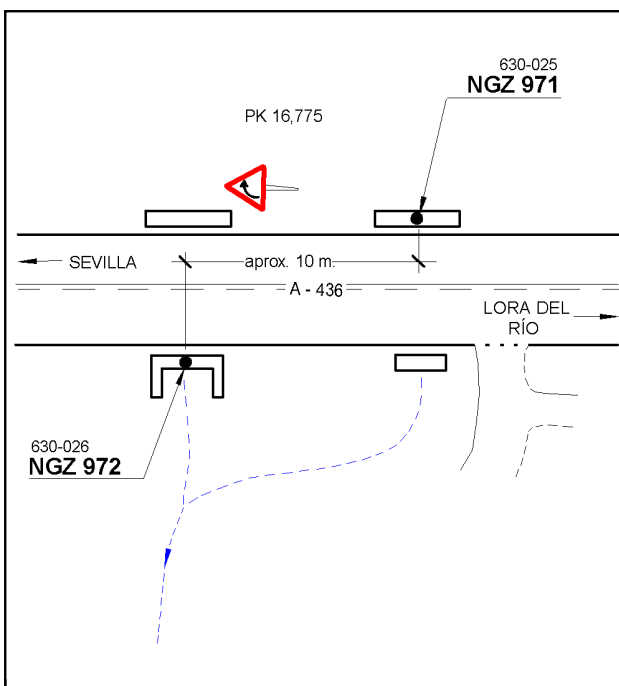 630-025
NGZ 971
PK 16,775
SEVILLA
aprox. 10 m.
A - 436
LORA DEL
RÍO
630-026
NGZ 972